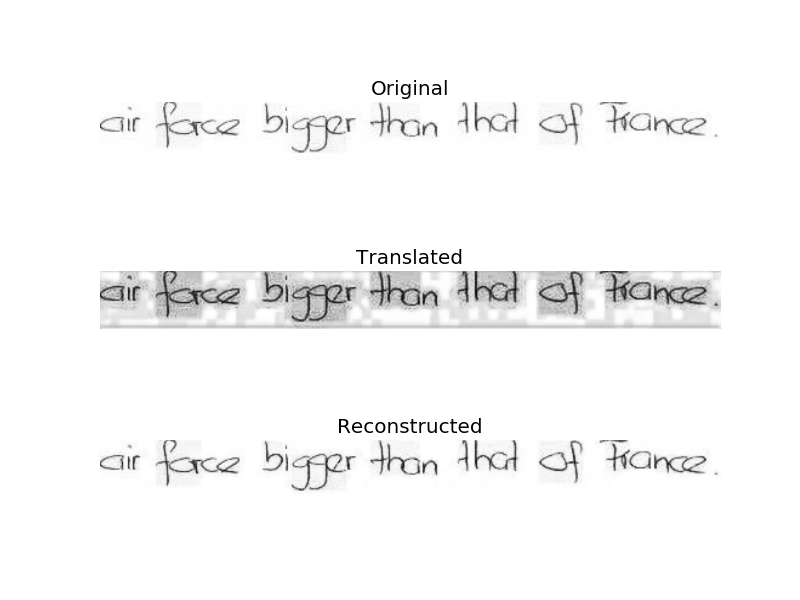 Original
air force bigger than that of France.
Translated
air force bigger than that of France.
Reconstructed
air force bigger than that of France.